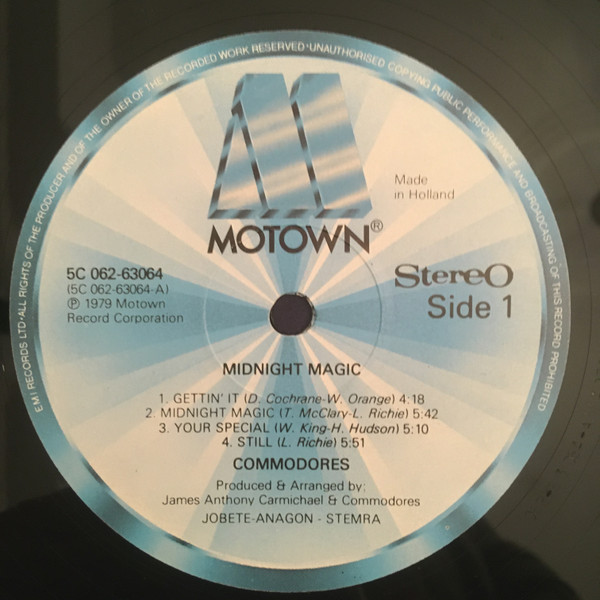 EMI RECORDS LTD·ALL RIGHTS OF THE PRODUCER AND OF THE OWNER OF THE RECORDED WORK RESERVED·UNAUTHORISED COPYING PUBLIC PERFORMANCE AND BROADCASTING OF THIS RECORD PROHIBITED
M
MOTOWN®
Made
in Holland
5C 062-63064
(5C 062-63064-A)
℗ 1979 Motown
Record Corporation
Stereo
Side 1
MIDNIGHT MAGIC
1. GETTIN' IT (D. Cochrane-W. Orange) 4:18
2. MIDNIGHT MAGIC (T. McClary-L. Richie) 5:42
3. YOUR SPECIAL (W. King-H. Hudson) 5:10
4. STILL (L. Richie) 5:51
COMMODORES
Produced & Arranged by:
James Anthony Carmichael & Commodores
JOBETE-ANAGON - STEMRA